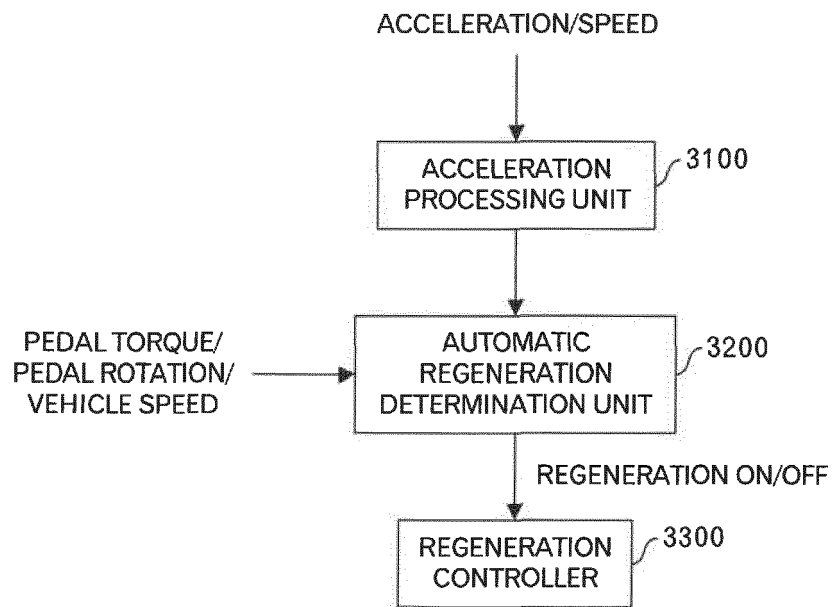 ACCELERATION/SPEED
ACCELERATION
PROCESSING UNIT
3100
PEDAL TORQUE/
PEDAL ROTATION/
VEHICLE SPEED
AUTOMATIC
REGENERATION
DETERMINATION UNIT
3200
REGENERATION ON/OFF
REGENERATION
CONTROLLER
3300